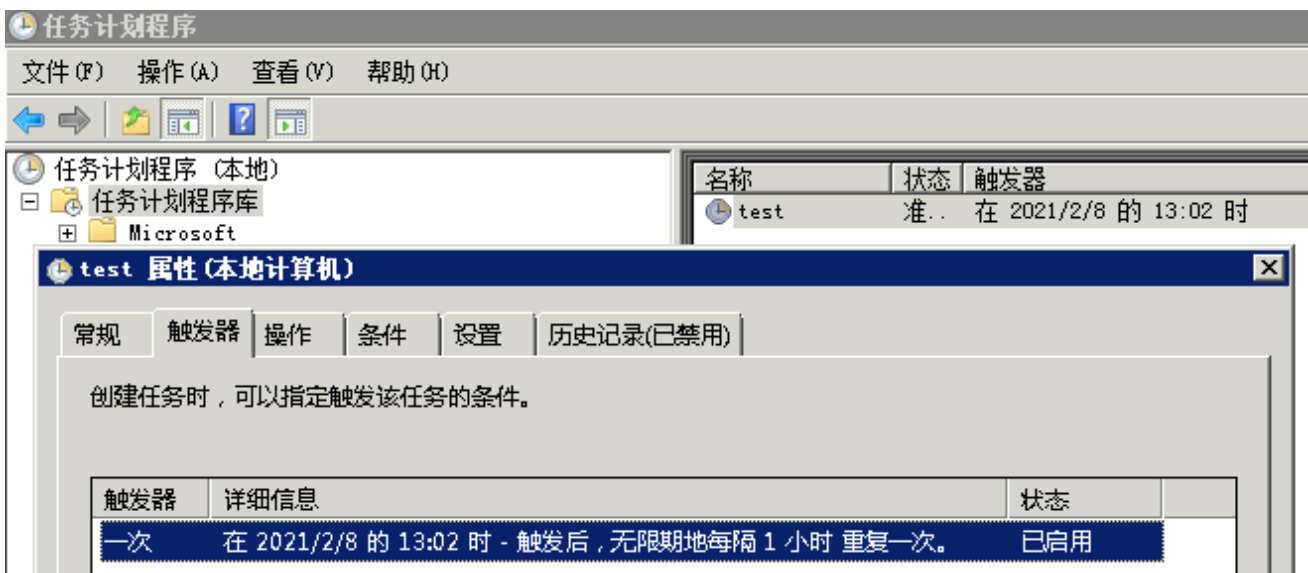 任务计划程序
文件(F) 操作(A) 查看(V) 帮助(H)
任务计划程序 (本地)
任务计划程序库
Microsoft
名称 状态 触发器
test 准.. 在 2021/2/8 的 13:02 时
test 属性(本地计算机)
常规 触发器 操作 条件 设置 历史记录(已禁用)
创建任务时，可以指定触发该任务的条件。
触发器 详细信息 状态
一次 在 2021/2/8 的 13:02 时 - 触发后，无限期地每隔 1 小时 重复一次。 已启用